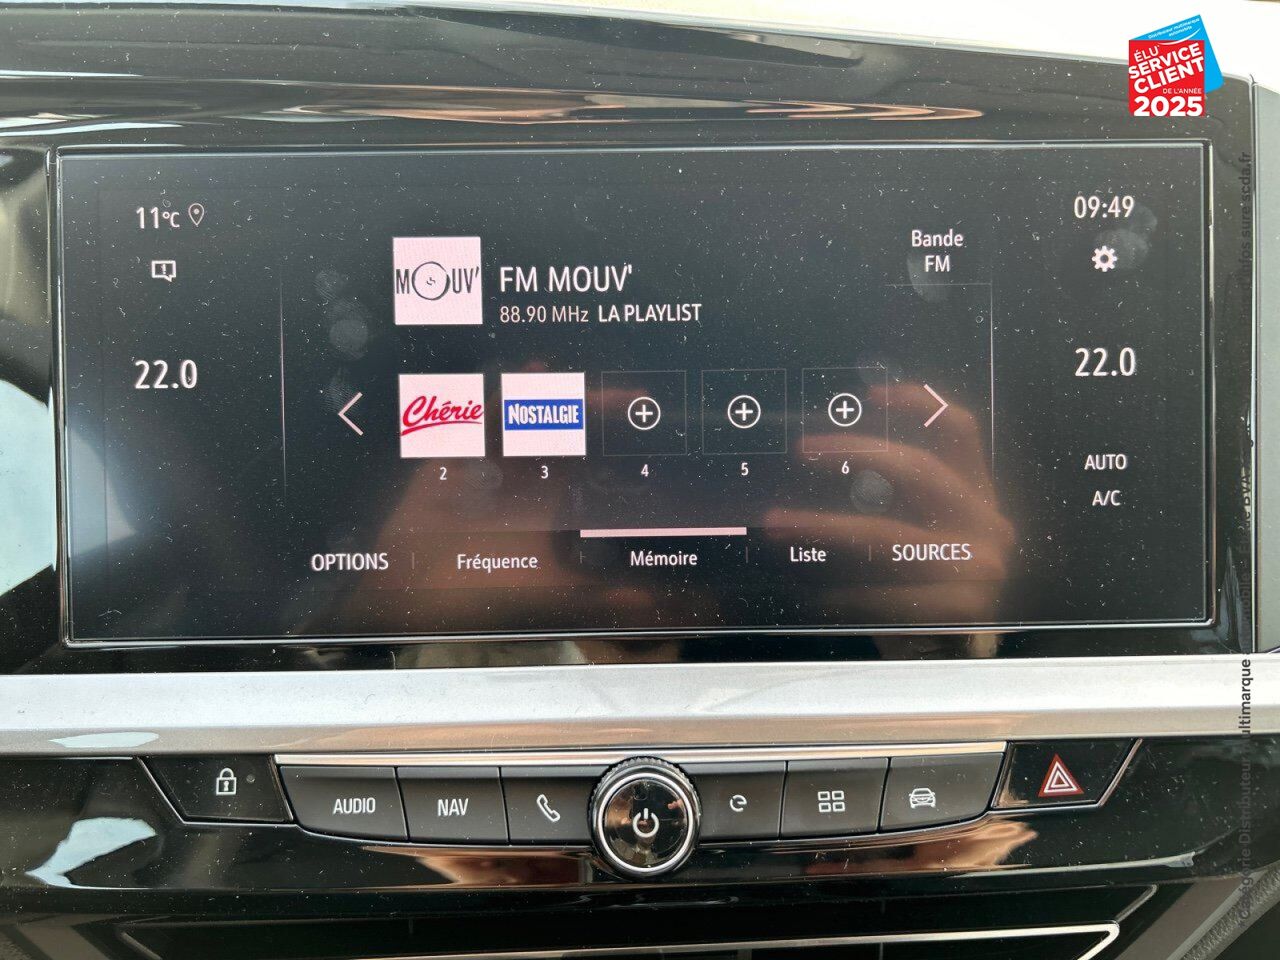 Distributeur multimarque
automobile
ÉLU
SERVICE
CLIENT
DE L'ANNÉE
2025
11°C
09:49
Bande
FM
MOUV'
FM MOUV'
88.90 MHz LA PLAYLIST
22.0
22.0
Chérie
NOSTALGIE
2
3
4
5
6
AUTO
A/C
OPTIONS
Fréquence
Mémoire
Liste
SOURCES
AUDIO
NAV